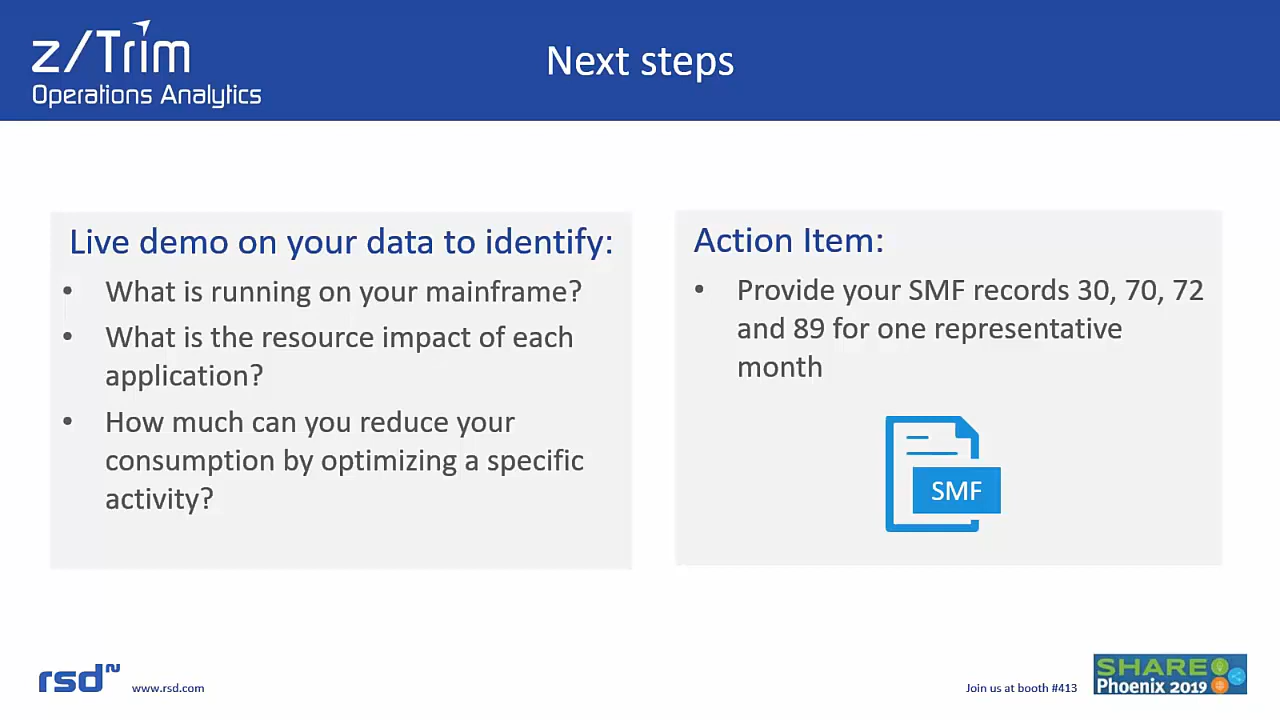 z/Trim
Operations Analytics
Next steps
Live demo on your data to identify:
• What is running on your mainframe?
• What is the resource impact of each
application?
• How much can you reduce your
consumption by optimizing a specific
activity?
Action Item:
• Provide your SMF records 30, 70, 72
and 89 for one representative
month
SMF
rsd
www.rsd.com
Join us at booth #413
SHARE
Phoenix 2019